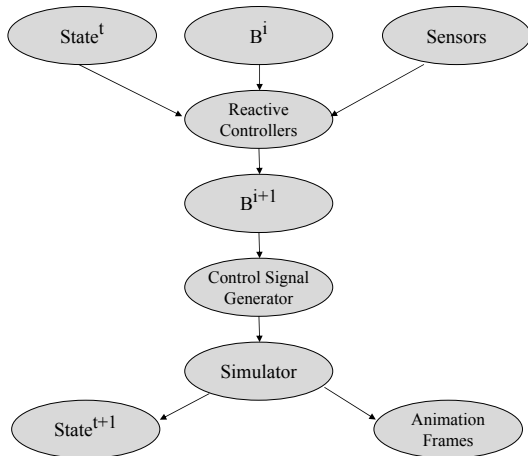 State^t
B^i
Sensors
Reactive
Controllers
B^i+1
Control Signal
Generator
Simulator
State^t+1
Animation
Frames